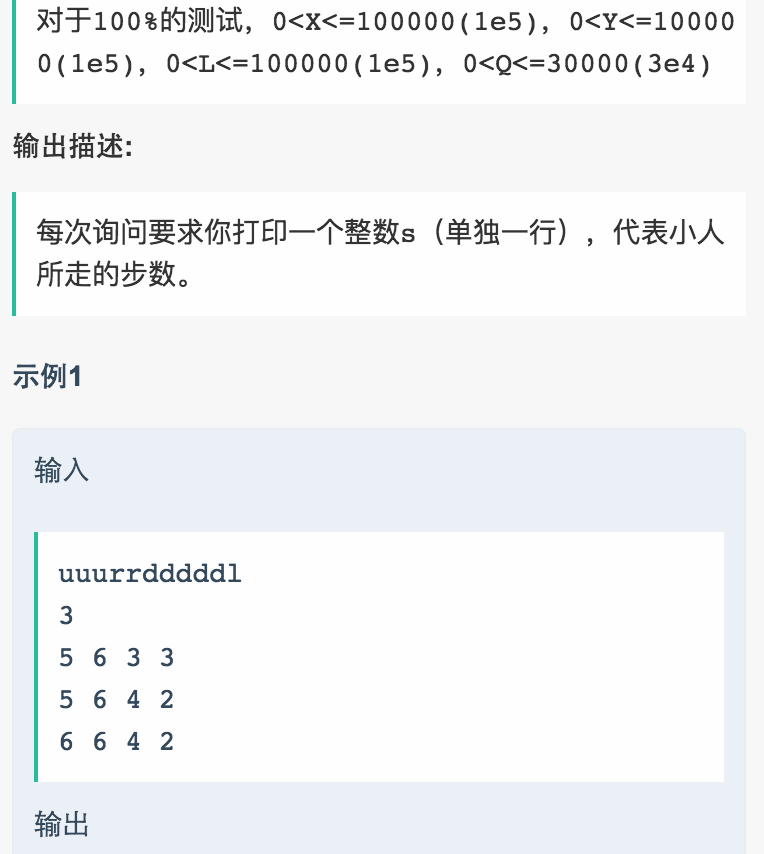 对于100%的测试，0<X<=100000(1e5)，0<Y<=10000
0(1e5)，0<L<=100000(1e5)，0<Q<=30000(3e4)
输出描述:
每次询问要求你打印一个整数s（单独一行），代表小人
所走的步数。
示例1
输入
uuurrdddddl
3
5 6 3 3
5 6 4 2
6 6 4 2
输出